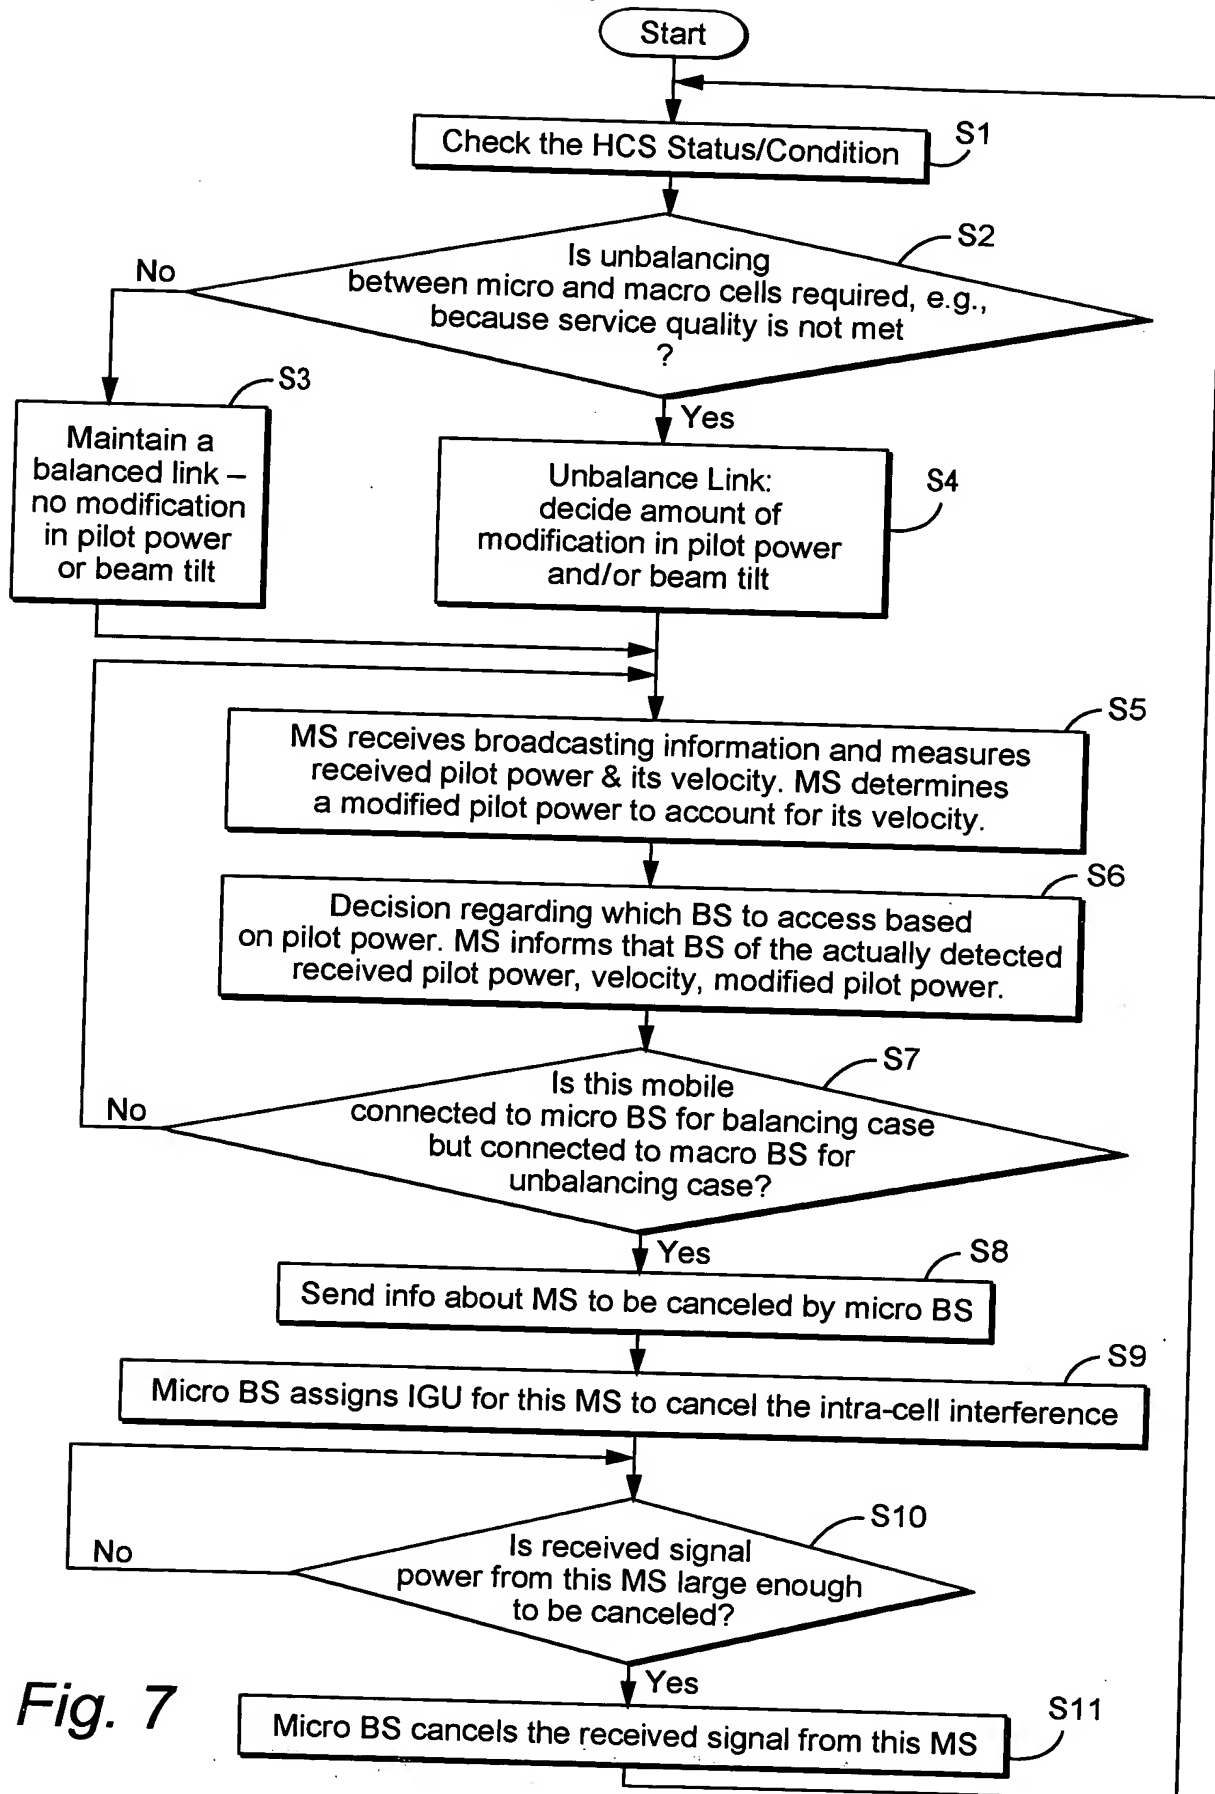 Start
Check the HCS Status/Condition
S1
Is unbalancing
between micro and macro cells required, e.g.,
because service quality is not met
?
S2
No
Yes
S3
Maintain a
balanced link –
no modification
in pilot power
or beam tilt
Unbalance Link:
decide amount of
modification in pilot power
and/or beam tilt
S4
S5
MS receives broadcasting information and measures
received pilot power & its velocity. MS determines
a modified pilot power to account for its velocity.
S6
Decision regarding which BS to access based
on pilot power. MS informs that BS of the actually detected
received pilot power, velocity, modified pilot power.
S7
Is this mobile
connected to micro BS for balancing case
but connected to macro BS for
unbalancing case?
No
Yes
S8
Send info about MS to be canceled by micro BS
S9
Micro BS assigns IGU for this MS to cancel the intra-cell interference
S10
Is received signal
power from this MS large enough
to be canceled?
No
Yes
S11
Micro BS cancels the received signal from this MS
Fig. 7